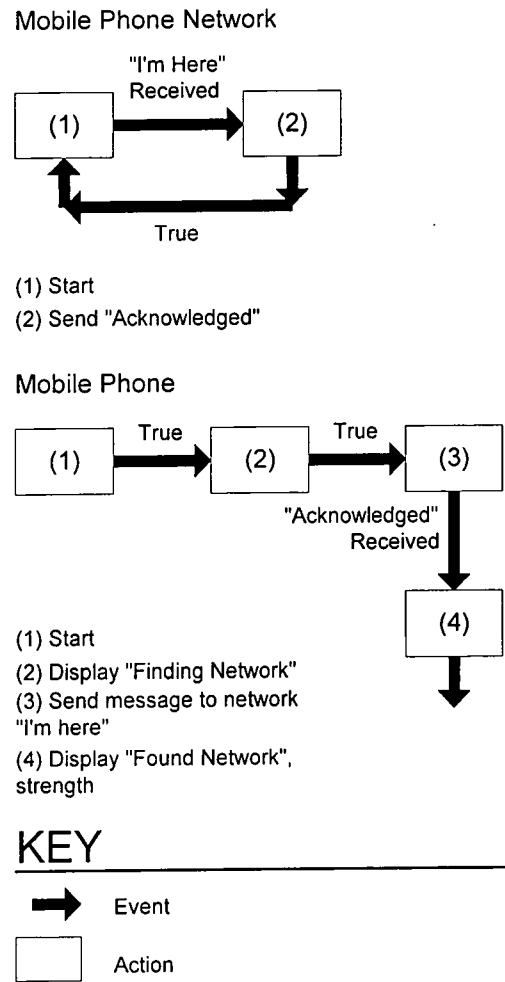 Mobile Phone Network
"I'm Here"
Received
(1)
(2)
True
(1) Start
(2) Send "Acknowledged"
Mobile Phone
True
True
(1)
(2)
(3)
"Acknowledged"
Received
(4)
(1) Start
(2) Display "Finding Network"
(3) Send message to network
"I'm here"
(4) Display "Found Network",
strength
KEY
Event
Action